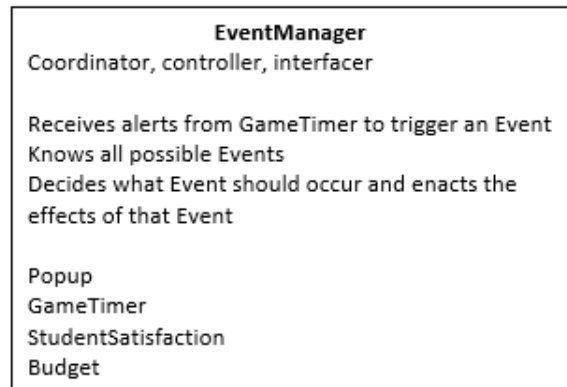 EventManager
Coordinator, controller, interfacer
Receives alerts from GameTimer to trigger an Event
Knows all possible Events
Decides what Event should occur and enacts the
effects of that Event
Popup
GameTimer
StudentSatisfaction
Budget